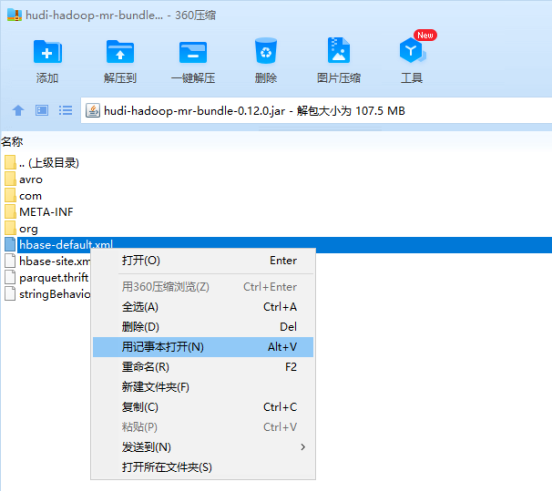 hudi-hadoop-mr-bundle... - 360压缩
New
添加 解压到 一键解压 删除 图片压缩 工具
hudi-hadoop-mr-bundle-0.12.0.jar - 解包大小为 107.5 MB
名称
.. (上级目录)
avro
com
META-INF
org
hbase-default.xml
hbase-site.xm
parquet.thrift
stringBehavio
打开(O) Enter
用360压缩浏览(Z) Ctrl+Enter
全选(A) Ctrl+A
删除(D) Del
用记事本打开(N) Alt+V
重命名(R) F2
新建文件夹(F)
复制(C) Ctrl+C
粘贴(P) Ctrl+V
发送到(N)
打开所在文件夹(S)